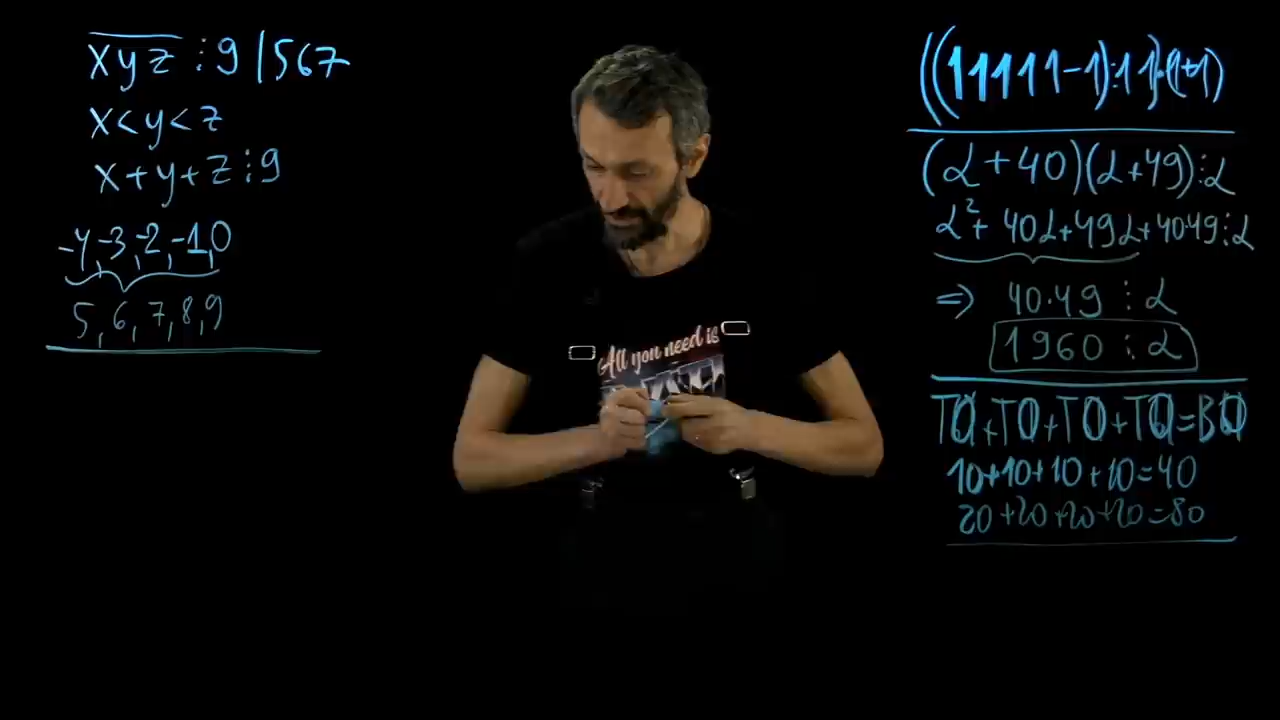 xyz⋮9 | 567
x<y<z
x+y+z⋮9
-4,-3,-2,-1,0
5,6,7,8,9
((11111-1):11)·(1+1)
(α+40)(α+49)⋮α
α²+40α+49α+40·49⋮α
⇒ 40·49⋮α
1960⋮α
TO+TO+TO+TO=BO
10+10+10+10=40
20+20+20+20=80
All you need is